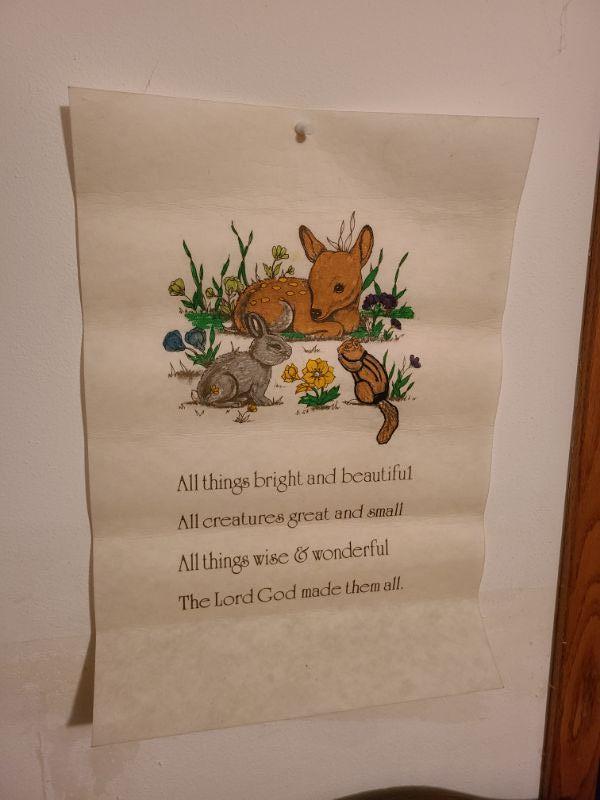 All things bright and beautiful
All creatures great and small
All things wise & wonderful
The Lord God made them all.